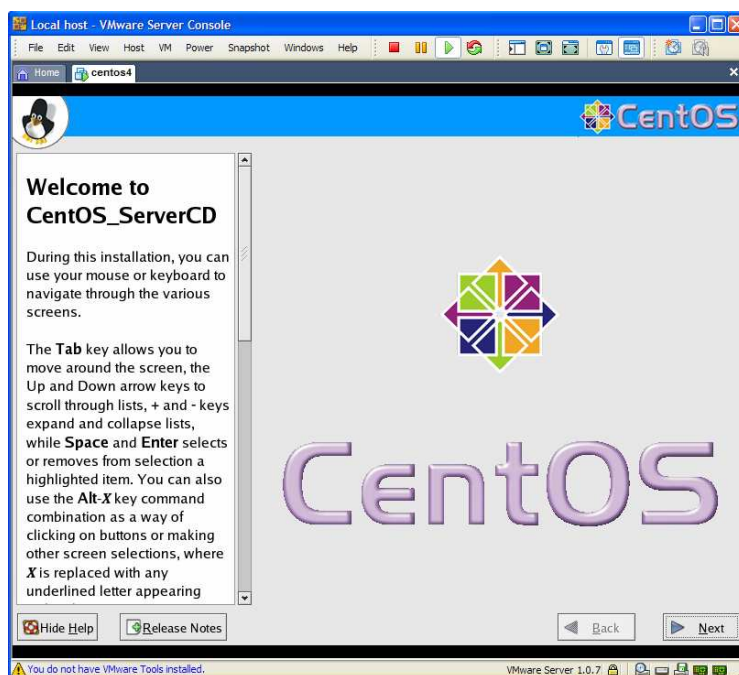 Local host - VMware Server Console
File Edit View Host VM Power Snapshot Windows Help
Home centos4
CentOS
Welcome to
CentOS_ServerCD
During this installation, you can
use your mouse or keyboard to
navigate through the various
screens.
The Tab key allows you to
move around the screen, the
Up and Down arrow keys to
scroll through lists, + and - keys
expand and collapse lists,
while Space and Enter selects
or removes from selection a
highlighted item. You can also
use the Alt-X key command
combination as a way of
clicking on buttons or making
other screen selections, where
X is replaced with any
underlined letter appearing
CentOS
Hide Help Release Notes Back Next
You do not have VMware Tools installed. VMware Server 1.0.7